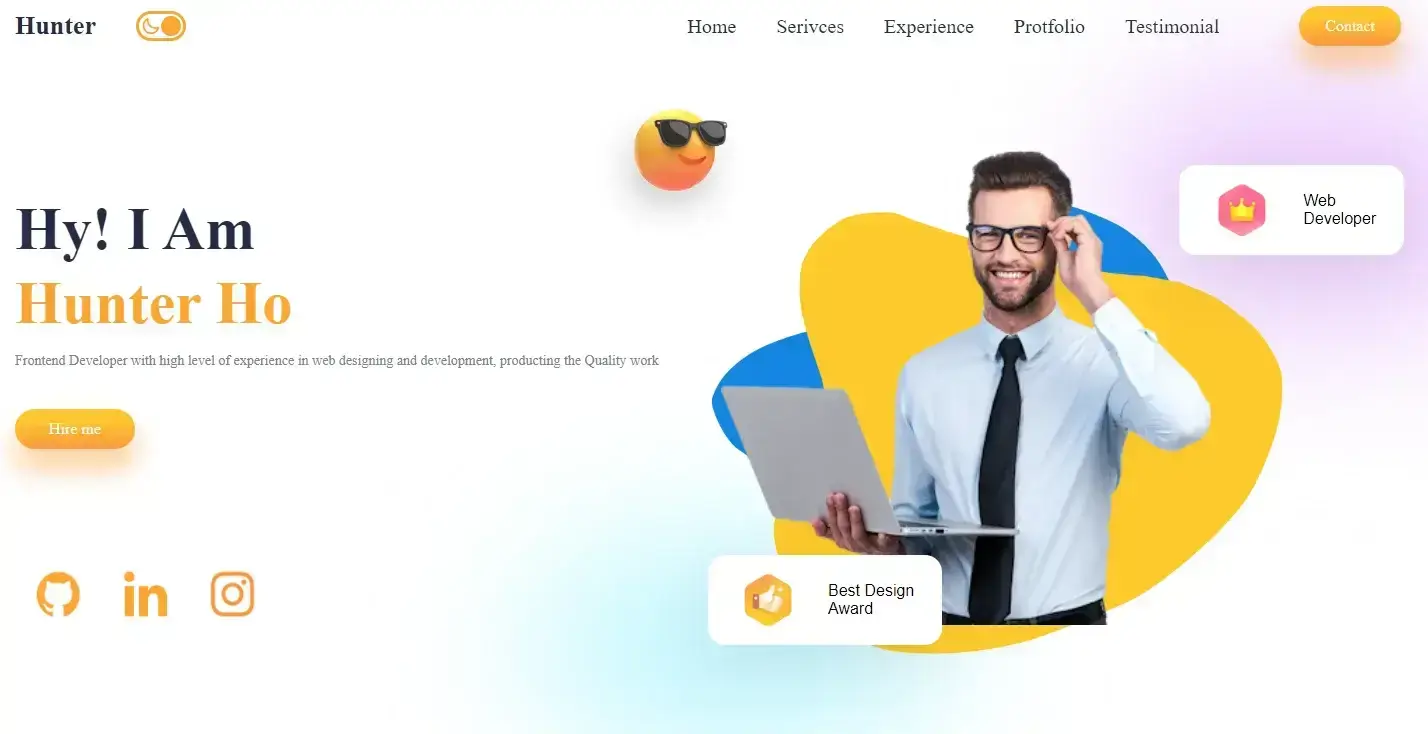 Hunter
Home Serivces Experience Protfolio Testimonial
Contact
Hy! I Am
Hunter Ho
Frontend Developer with high level of experience in web designing and development, producting the Quality work
Hire me
in
Web
Developer
Best Design
Award